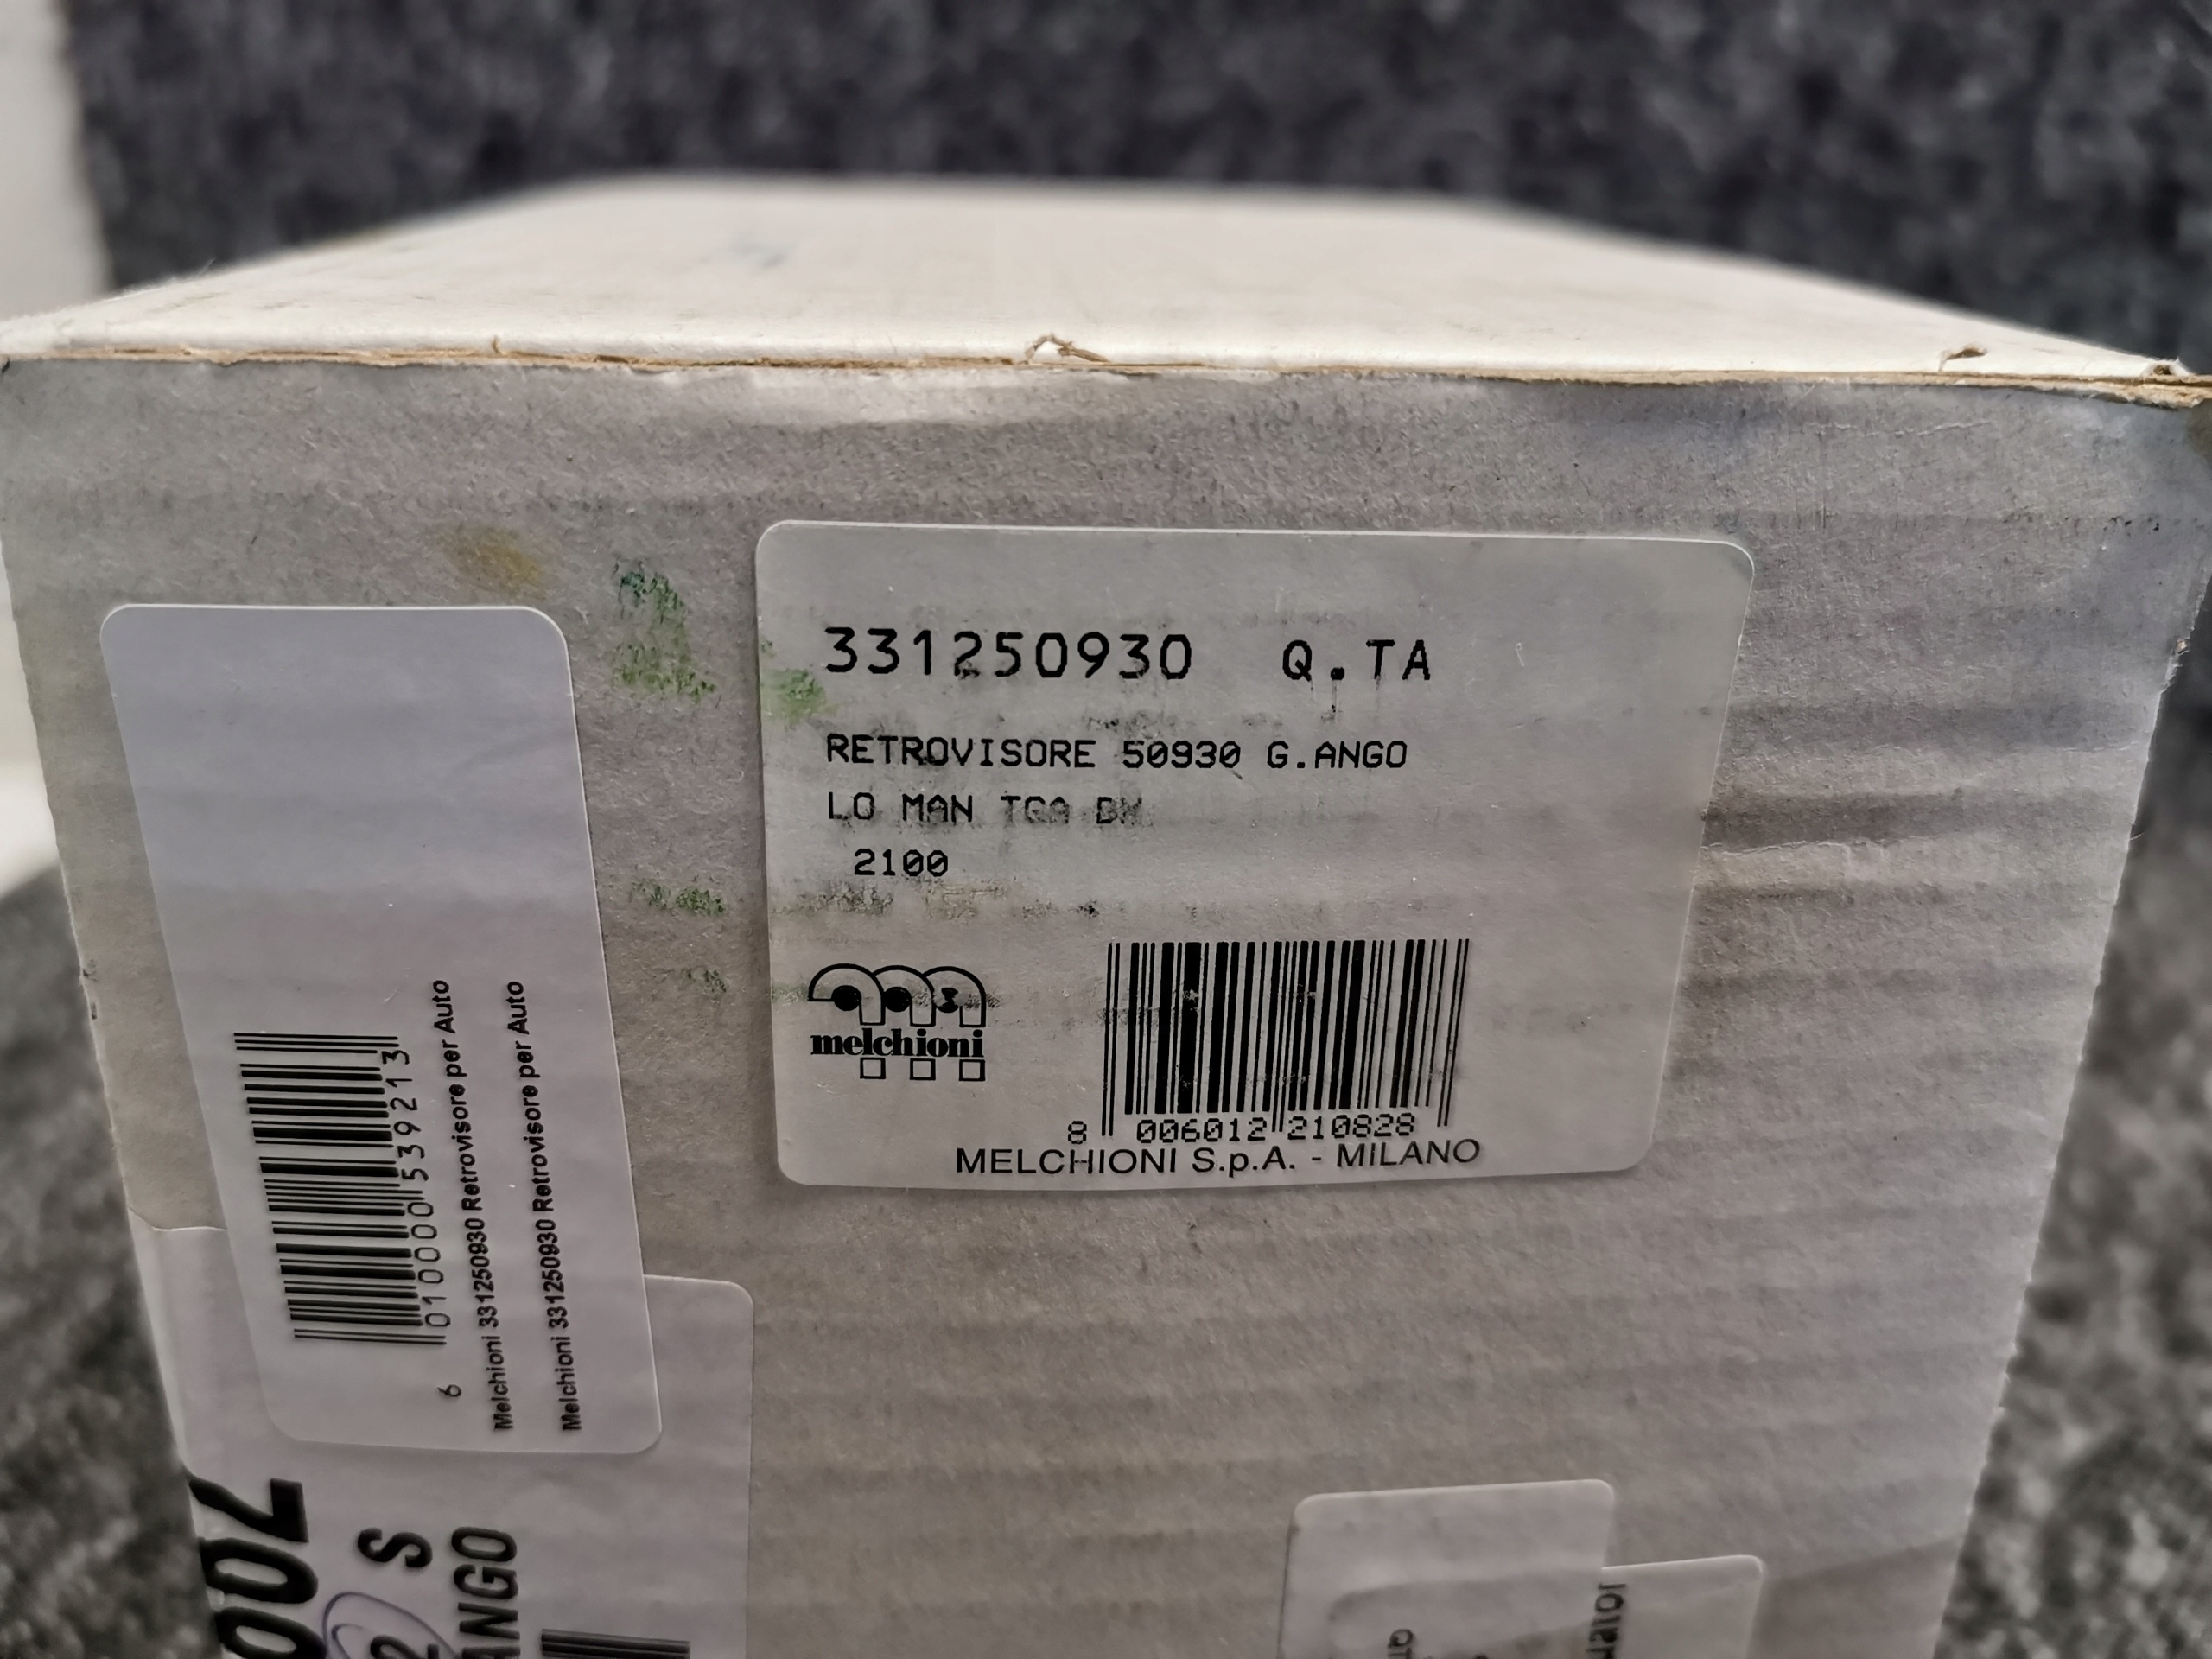 331250930 Q.TA
RETROVISORE 50930 G.ANGO
LO MAN TGA
2100
melchioni
8 006012 210828
MELCHIONI S.p.A. - MILANO
6 010000 539213
Melchioni 331250930 Retrovisore per Auto
Melchioni 331250930 Retrovisore per Auto
2 S
ANGO